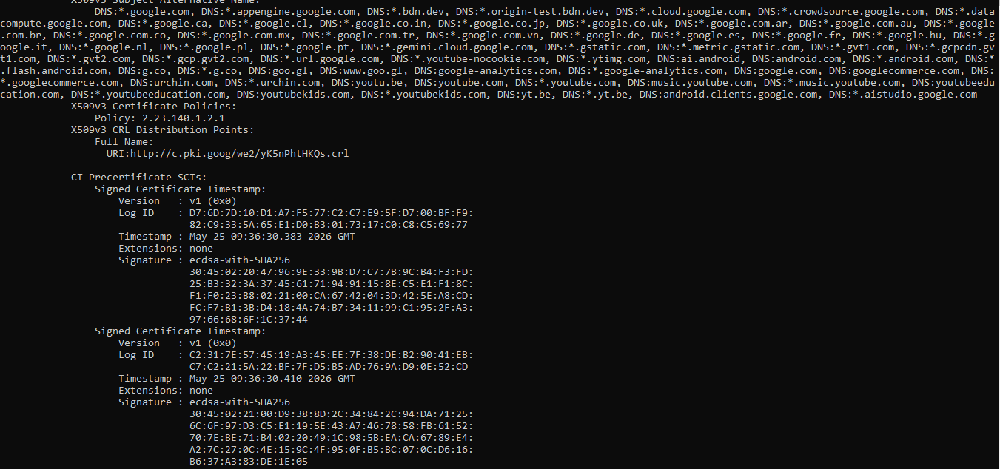 X509v3 Subject Alternative Name:
DNS:*.google.com, DNS:*.appengine.google.com, DNS:*.bdn.dev, DNS:*.origin-test.bdn.dev, DNS:*.cloud.google.com, DNS:*.crowdsource.google.com, DNS:*.data
compute.google.com, DNS:*.google.ca, DNS:*.google.cl, DNS:*.google.co.in, DNS:*.google.co.jp, DNS:*.google.co.uk, DNS:*.google.com.ar, DNS:*.google.com.au, DNS:*.google
.com.br, DNS:*.google.com.co, DNS:*.google.com.mx, DNS:*.google.com.tr, DNS:*.google.com.vn, DNS:*.google.de, DNS:*.google.es, DNS:*.google.fr, DNS:*.google.hu, DNS:*.g
oogle.it, DNS:*.google.nl, DNS:*.google.pl, DNS:*.google.pt, DNS:*.gemini.cloud.google.com, DNS:*.gstatic.com, DNS:*.metric.gstatic.com, DNS:*.gvt1.com, DNS:*.gcpcdn.gv
t1.com, DNS:*.gvt2.com, DNS:*.gcp.gvt2.com, DNS:*.url.google.com, DNS:*.youtube-nocookie.com, DNS:*.ytimg.com, DNS:ai.android, DNS:android.com, DNS:*.android.com, DNS:*
.flash.android.com, DNS:g.co, DNS:*.g.co, DNS:goo.gl, DNS:www.goo.gl, DNS:google-analytics.com, DNS:*.google-analytics.com, DNS:google.com, DNS:googlecommerce.com, DNS:
*.googlecommerce.com, DNS:urchin.com, DNS:*.urchin.com, DNS:youtu.be, DNS:youtube.com, DNS:*.youtube.com, DNS:music.youtube.com, DNS:*.music.youtube.com, DNS:youtubeedu
cation.com, DNS:*.youtubeeducation.com, DNS:youtubekids.com, DNS:*.youtubekids.com, DNS:yt.be, DNS:*.yt.be, DNS:android.clients.google.com, DNS:*.aistudio.google.com
X509v3 Certificate Policies:
Policy: 2.23.140.1.2.1
X509v3 CRL Distribution Points:
Full Name:
URI:http://c.pki.goog/we2/yK5nPhtHKQs.crl
CT Precertificate SCTs:
Signed Certificate Timestamp:
Version   : v1 (0x0)
Log ID    : D7:6D:7D:10:D1:A7:F5:77:C2:C7:E9:5F:D7:00:BF:F9:
82:C9:33:5A:65:E1:D0:B3:01:73:17:C0:C8:C5:69:77
Timestamp : May 25 09:36:30.383 2026 GMT
Extensions: none
Signature : ecdsa-with-SHA256
30:45:02:20:47:96:9E:33:9B:D7:C7:7B:9C:B4:F3:FD:
25:B3:32:3A:37:45:61:71:94:91:15:8E:C5:E1:F1:8C:
F1:F0:23:B8:02:21:00:CA:67:42:04:3D:42:5E:A8:CD:
FC:F7:B1:3B:D4:18:4A:74:B7:34:11:99:C1:95:2F:A3:
97:66:68:6F:1C:37:44
Signed Certificate Timestamp:
Version   : v1 (0x0)
Log ID    : C2:31:7E:57:45:19:A3:45:EE:7F:38:DE:B2:90:41:EB:
C7:C2:21:5A:22:BF:7F:D5:B5:AD:76:9A:D9:0E:52:CD
Timestamp : May 25 09:36:30.410 2026 GMT
Extensions: none
Signature : ecdsa-with-SHA256
30:45:02:21:00:D9:38:8D:2C:34:84:2C:94:DA:71:25:
6C:6F:97:D3:C5:E1:19:5E:43:A7:46:78:58:FB:61:52:
70:7E:BE:71:B4:02:20:49:1C:98:5B:EA:CA:67:89:E4:
A2:7C:27:0C:4E:15:9C:4F:95:0F:B5:BC:07:0C:D6:16:
B6:37:A3:83:DE:1E:05